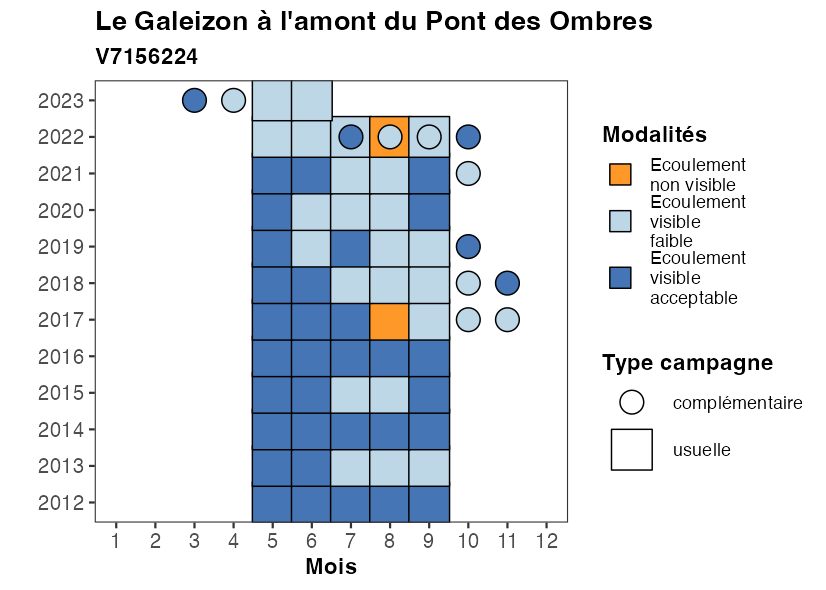 Le Galeizon à l'amont du Pont des Ombres
V7156224
2023
2022
2021
2020
2019
2018
2017
2016
2015
2014
2013
2012
1 2 3 4 5 6 7 8 9 10 11 12
Mois
Modalités
Ecoulement
non visible
Ecoulement
visible
faible
Ecoulement
visible
acceptable
Type campagne
complémentaire
usuelle